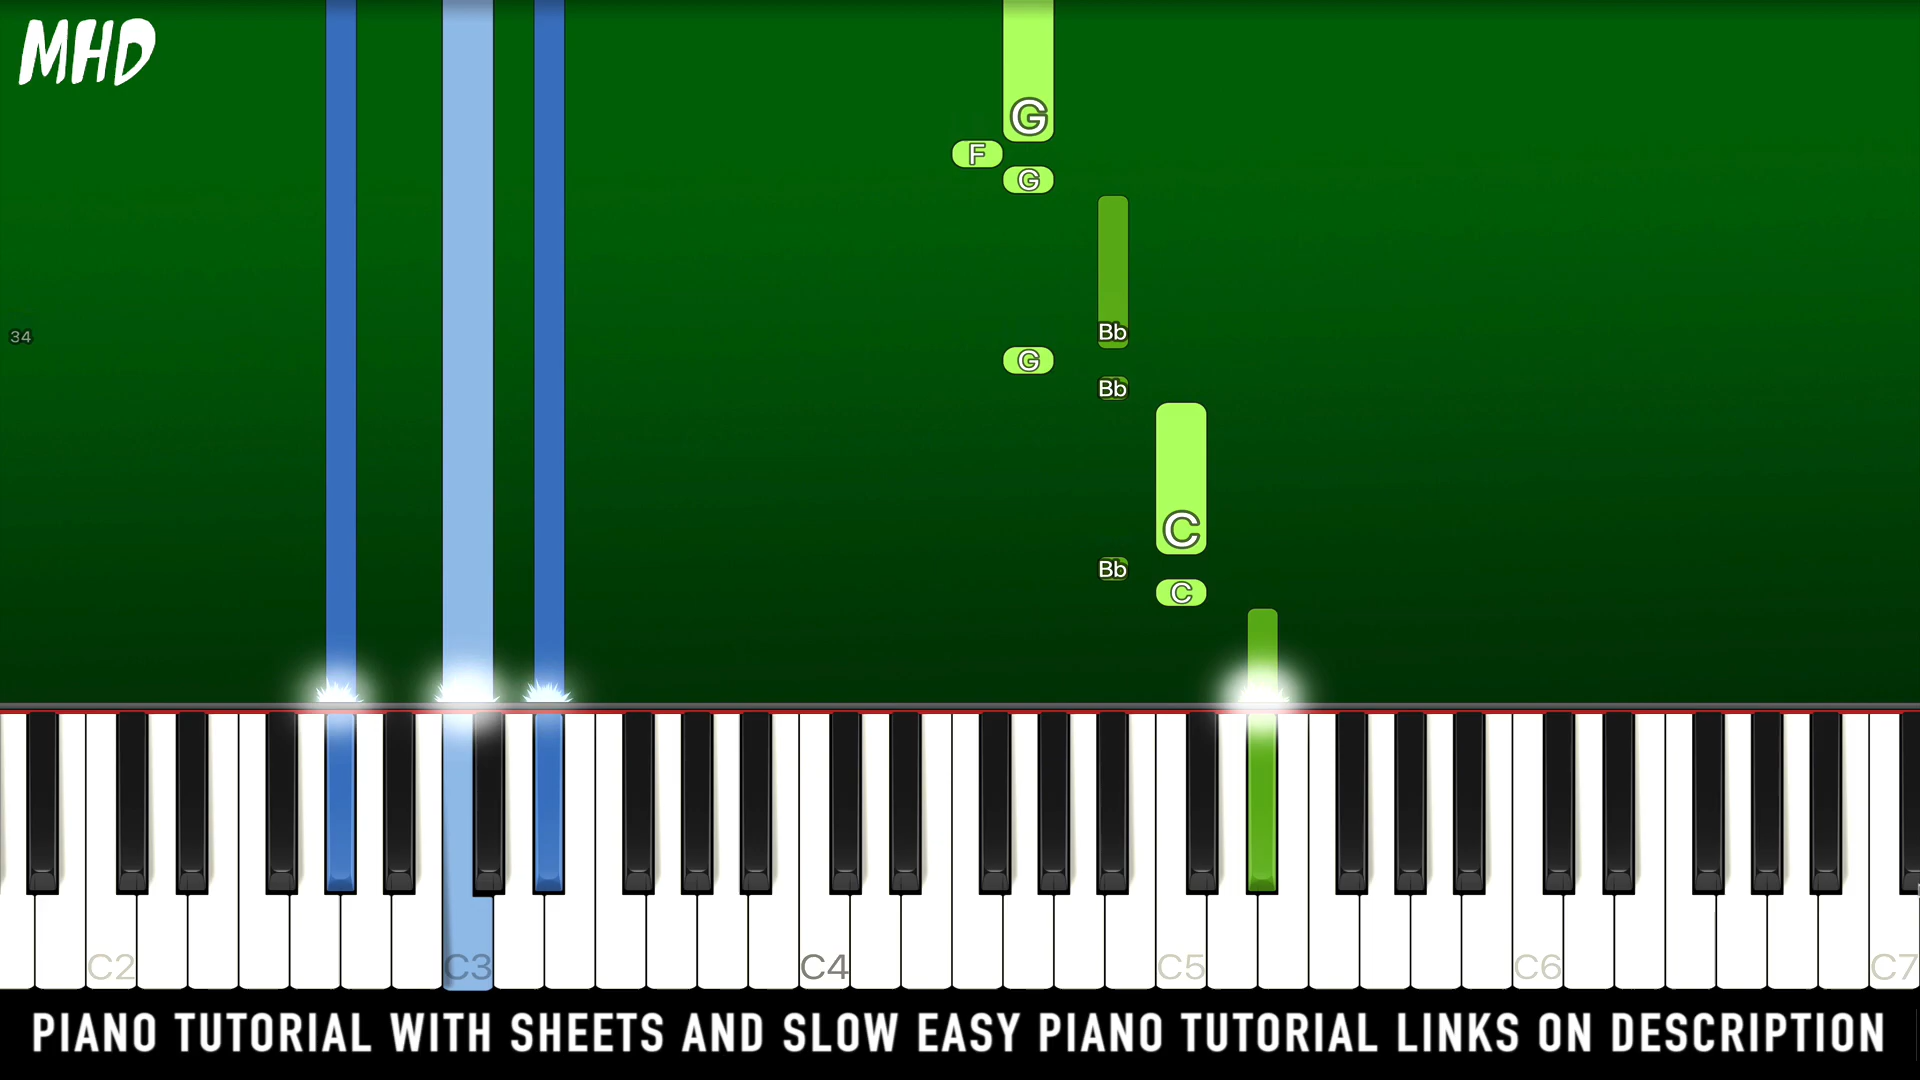 MHD
G
F
G
Bb
34
G
Bb
C
Bb
C
C2 C3 C4 C5 C6 C7
PIANO TUTORIAL WITH SHEETS AND SLOW EASY PIANO TUTORIAL LINKS ON DESCRIPTION